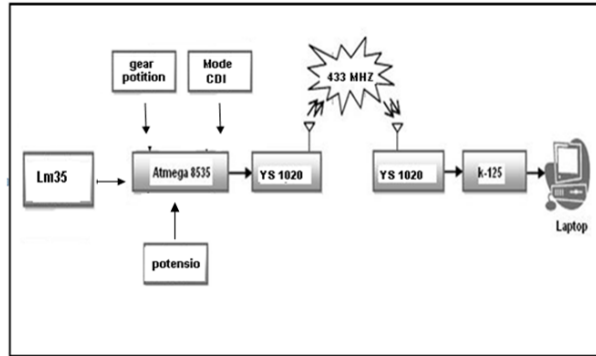 gear
potition
Mode
CDI
433 MHZ
Lm35
Atmega 8535
YS 1020
YS 1020
k-125
Laptop
potensio